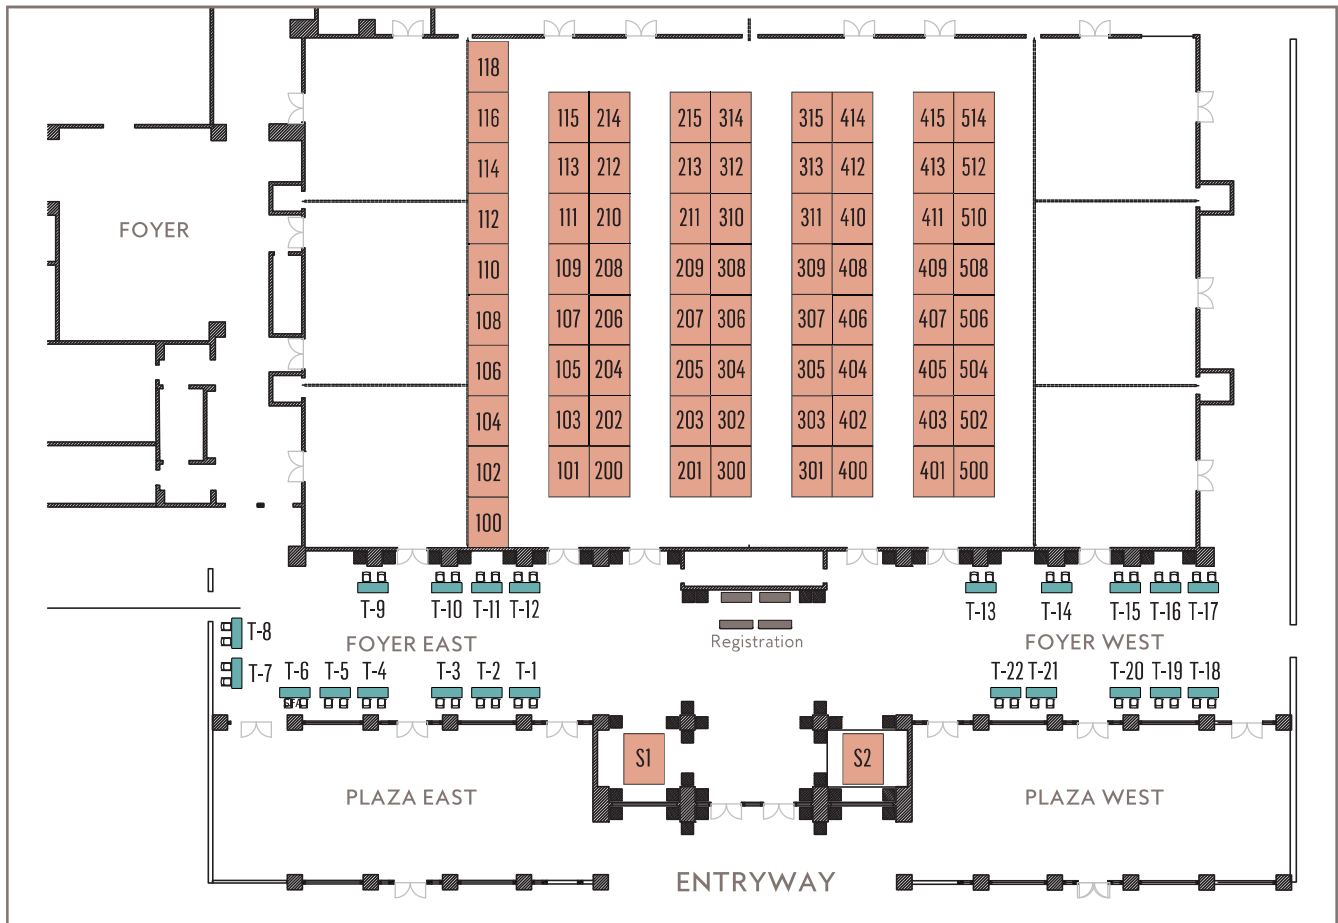 118
116 115 214 215 314 315 414 415 514
114 113 212 213 312 313 412 413 512
112 111 210 211 310 311 410 411 510
FOYER
110 109 208 209 308 309 408 409 508
108 107 206 207 306 307 406 407 506
106 105 204 205 304 305 404 405 504
104 103 202 203 302 303 402 403 502
102 101 200 201 300 301 400 401 500
100
T-9 T-10 T-11 T-12 T-13 T-14 T-15 T-16 T-17
T-8
FOYER EAST Registration FOYER WEST
T-7 T-6 T-5 T-4 T-3 T-2 T-1 T-22 T-21 T-20 T-19 T-18
S1 S2
PLAZA EAST PLAZA WEST
ENTRYWAY